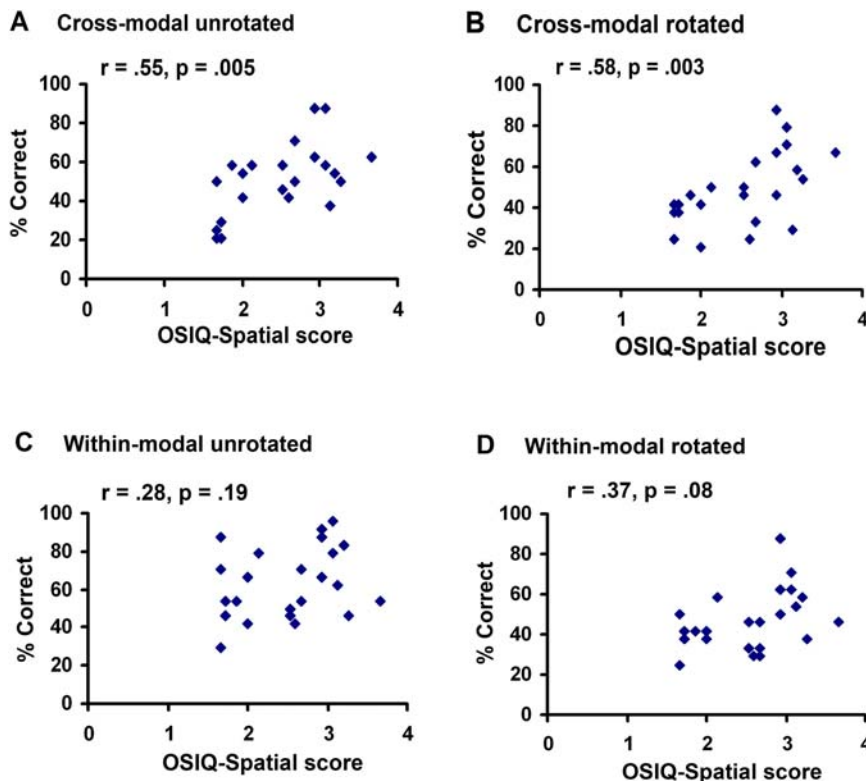 A Cross-modal unrotated
r = .55, p = .005
% Correct
100
80
60
40
20
0
0 1 2 3 4
OSIQ-Spatial score
B Cross-modal rotated
r = .58, p = .003
% Correct
100
80
60
40
20
0
0 1 2 3 4
OSIQ-Spatial score
C Within-modal unrotated
r = .28, p = .19
% Correct
100
80
60
40
20
0
0 1 2 3 4
OSIQ-Spatial score
D Within-modal rotated
r = .37, p = .08
% Correct
100
80
60
40
20
0
0 1 2 3 4
OSIQ-Spatial score